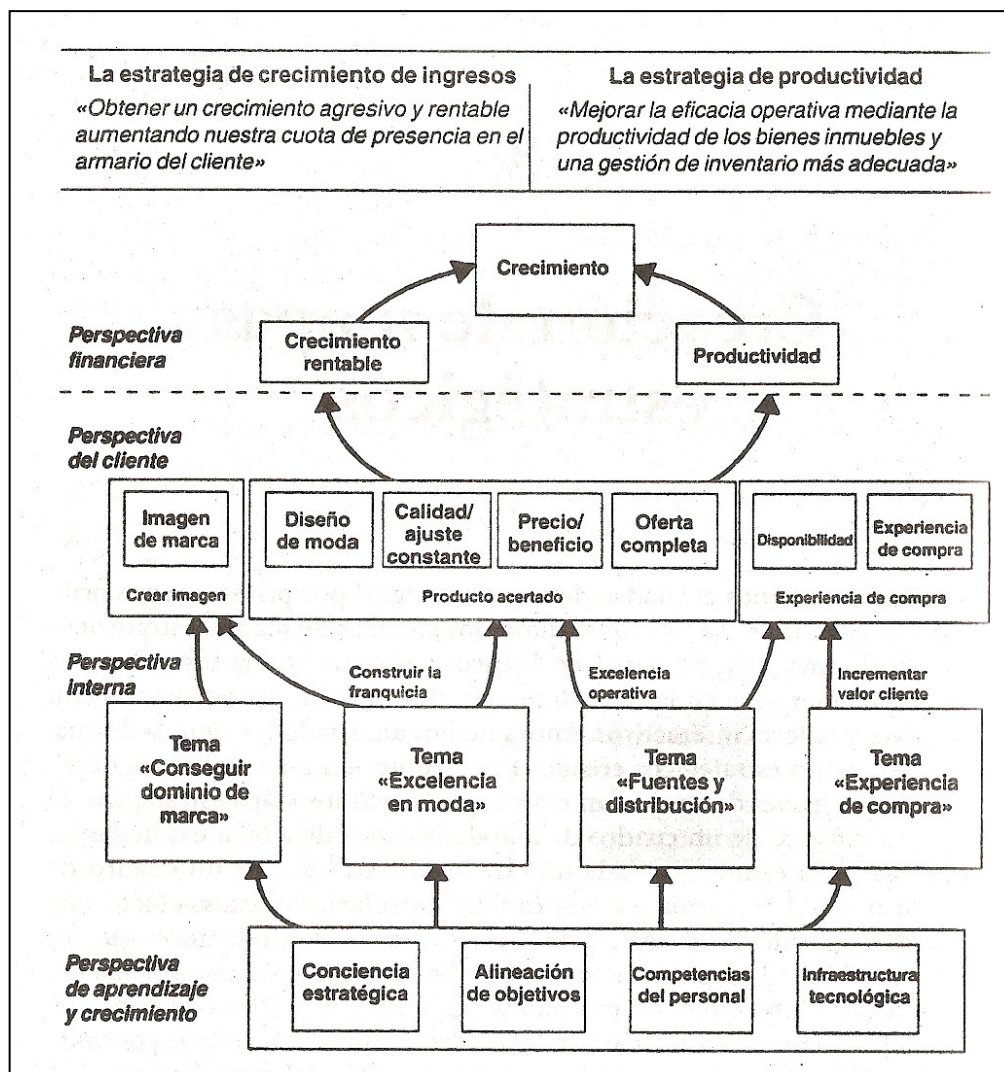 La estrategia de crecimiento de ingresos
«Obtener un crecimiento agresivo y rentable
aumentando nuestra cuota de presencia en el
armario del cliente»
La estrategia de productividad
«Mejorar la eficacia operativa mediante la
productividad de los bienes inmuebles y
una gestión de inventario más adecuada»
Crecimiento
Perspectiva
financiera
Crecimiento
rentable
Productividad
Perspectiva
del cliente
Imagen
de marca
Crear imagen
Diseño
de moda
Calidad/
ajuste
constante
Precio/
beneficio
Oferta
completa
Producto acertado
Disponibilidad
Experiencia
de compra
Experiencia de compra
Perspectiva
interna
Construir la
franquicia
Excelencia
operativa
Incrementar
valor cliente
Tema
«Conseguir
dominio de
marca»
Tema
«Excelencia
en moda»
Tema
«Fuentes y
distribución»
Tema
«Experiencia
de compra»
Perspectiva
de aprendizaje
y crecimiento
Conciencia
estratégica
Alineación
de objetivos
Competencias
del personal
Infraestructura
tecnológica